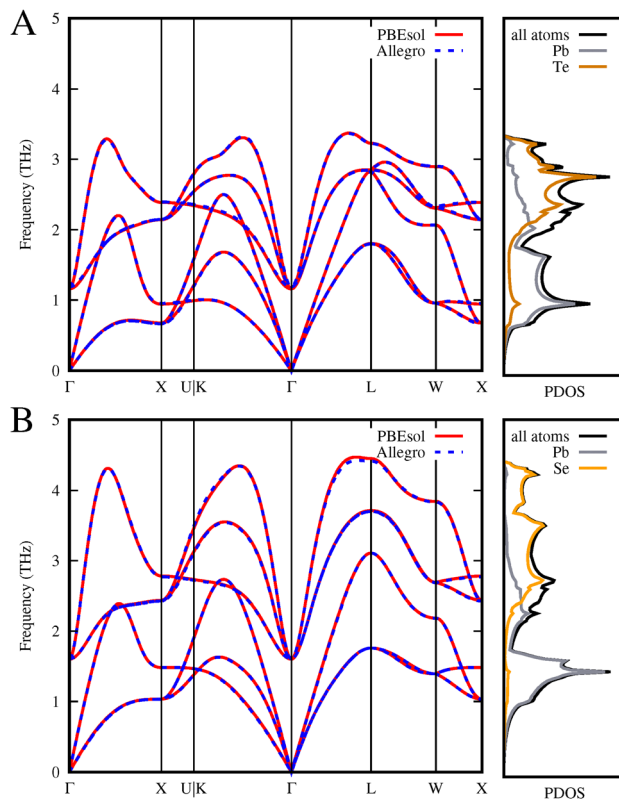 A
PBEsol
Allegro
Frequency (THz)
5
4
3
2
1
0
Γ X U|K Γ L W X
all atoms
Pb
Te
PDOS
B
PBEsol
Allegro
Frequency (THz)
5
4
3
2
1
0
Γ X U|K Γ L W X
all atoms
Pb
Se
PDOS